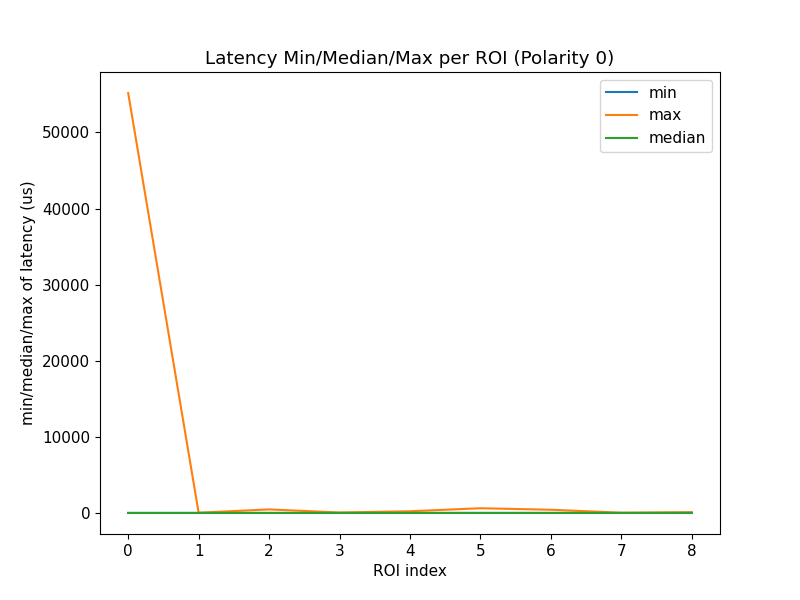 Latency Min/Median/Max per ROI (Polarity 0)
min
max
median
min/median/max of latency (us)
50000
40000
30000
20000
10000
0
0 1 2 3 4 5 6 7 8
ROI index